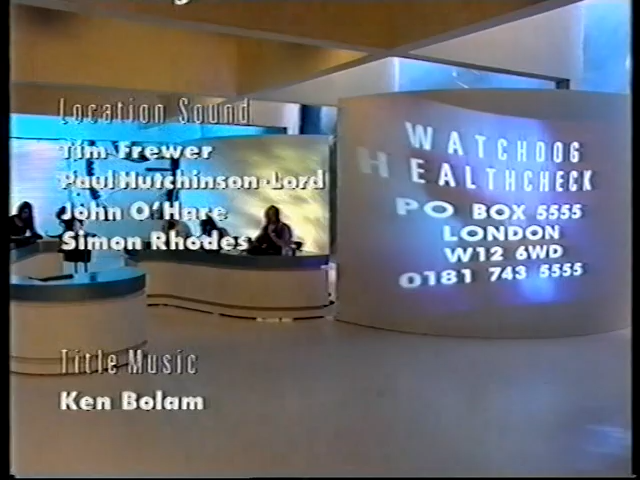 Location Sound
Tim Frewer
Paul Hutchinson-Lord
John O'Hare
Simon Rhodes
Title Music
Ken Bolam
WATCHDOG
HEALTHCHECK
PO BOX 5555
LONDON
W12 6WD
0181 743 5555